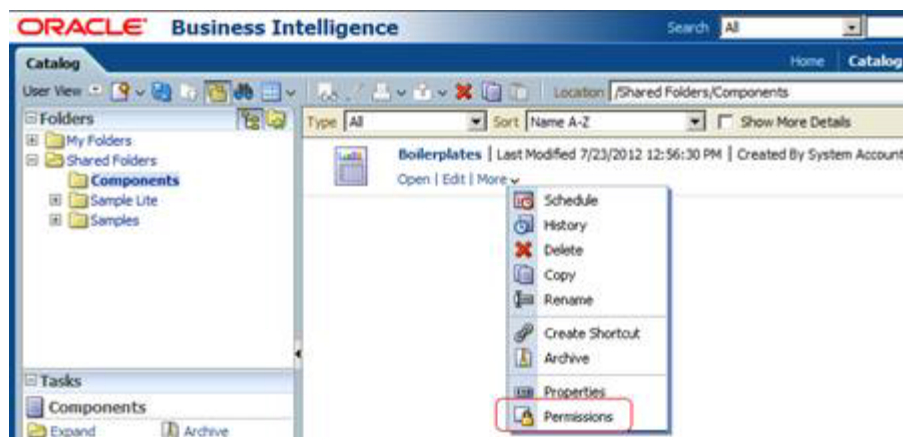 ORACLE Business Intelligence
Search All
Catalog
Home Catalog
User View
Location /Shared Folders/Components
Folders
Type All Sort Name A-Z Show More Details
My Folders
Shared Folders
Components
Sample Lite
Samples
Boilerplates | Last Modified 7/23/2012 12:56:30 PM | Created By System Account
Open | Edit | More
Schedule
History
Delete
Copy
Rename
Create Shortcut
Archive
Properties
Permissions
Tasks
Components
Expand Archive